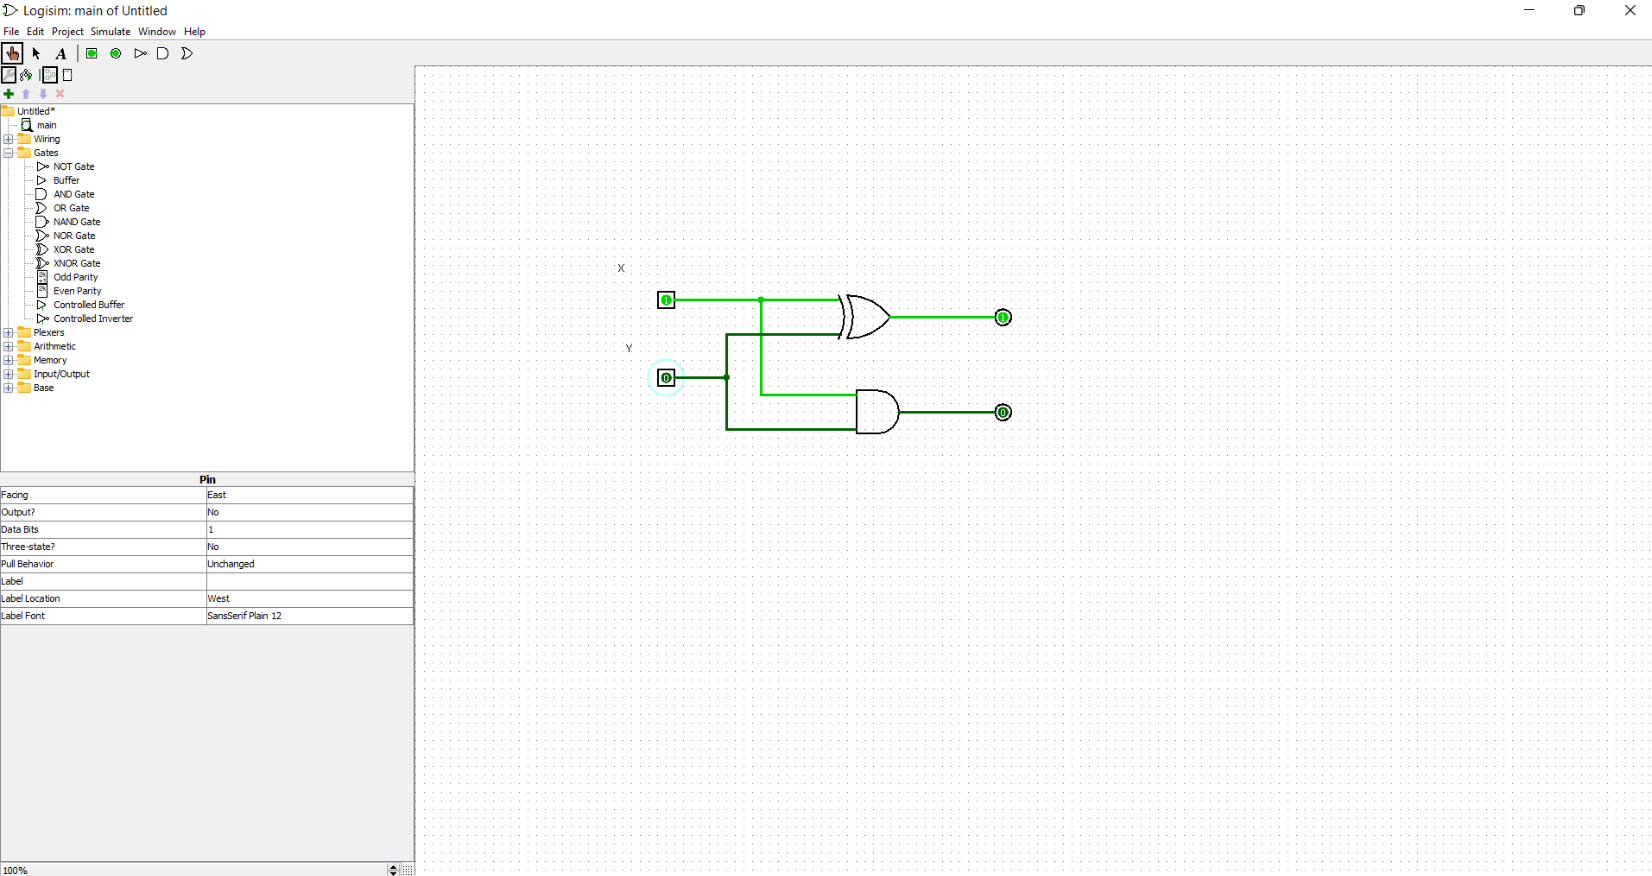 Logisim: main of Untitled
File Edit Project Simulate Window Help
A
Untitled*
main
Wiring
Gates
NOT Gate
Buffer
AND Gate
OR Gate
NAND Gate
NOR Gate
XOR Gate
XNOR Gate
Odd Parity
Even Parity
Controlled Buffer
Controlled Inverter
Plexers
Arithmetic
Memory
Input/Output
Base
Pin
Facing East
Output? No
Data Bits 1
Three-state? No
Pull Behavior Unchanged
Label
Label Location West
Label Font SansSerif Plain 12
100%
X
1 1
Y
0
0